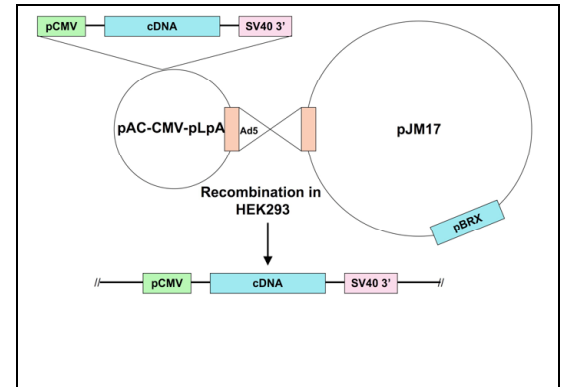 pCMV cDNA SV40 3’
pAC-CMV-pLpA Ad5 pJM17
pBRX
Recombination in
HEK293
// pCMV cDNA SV40 3’ //